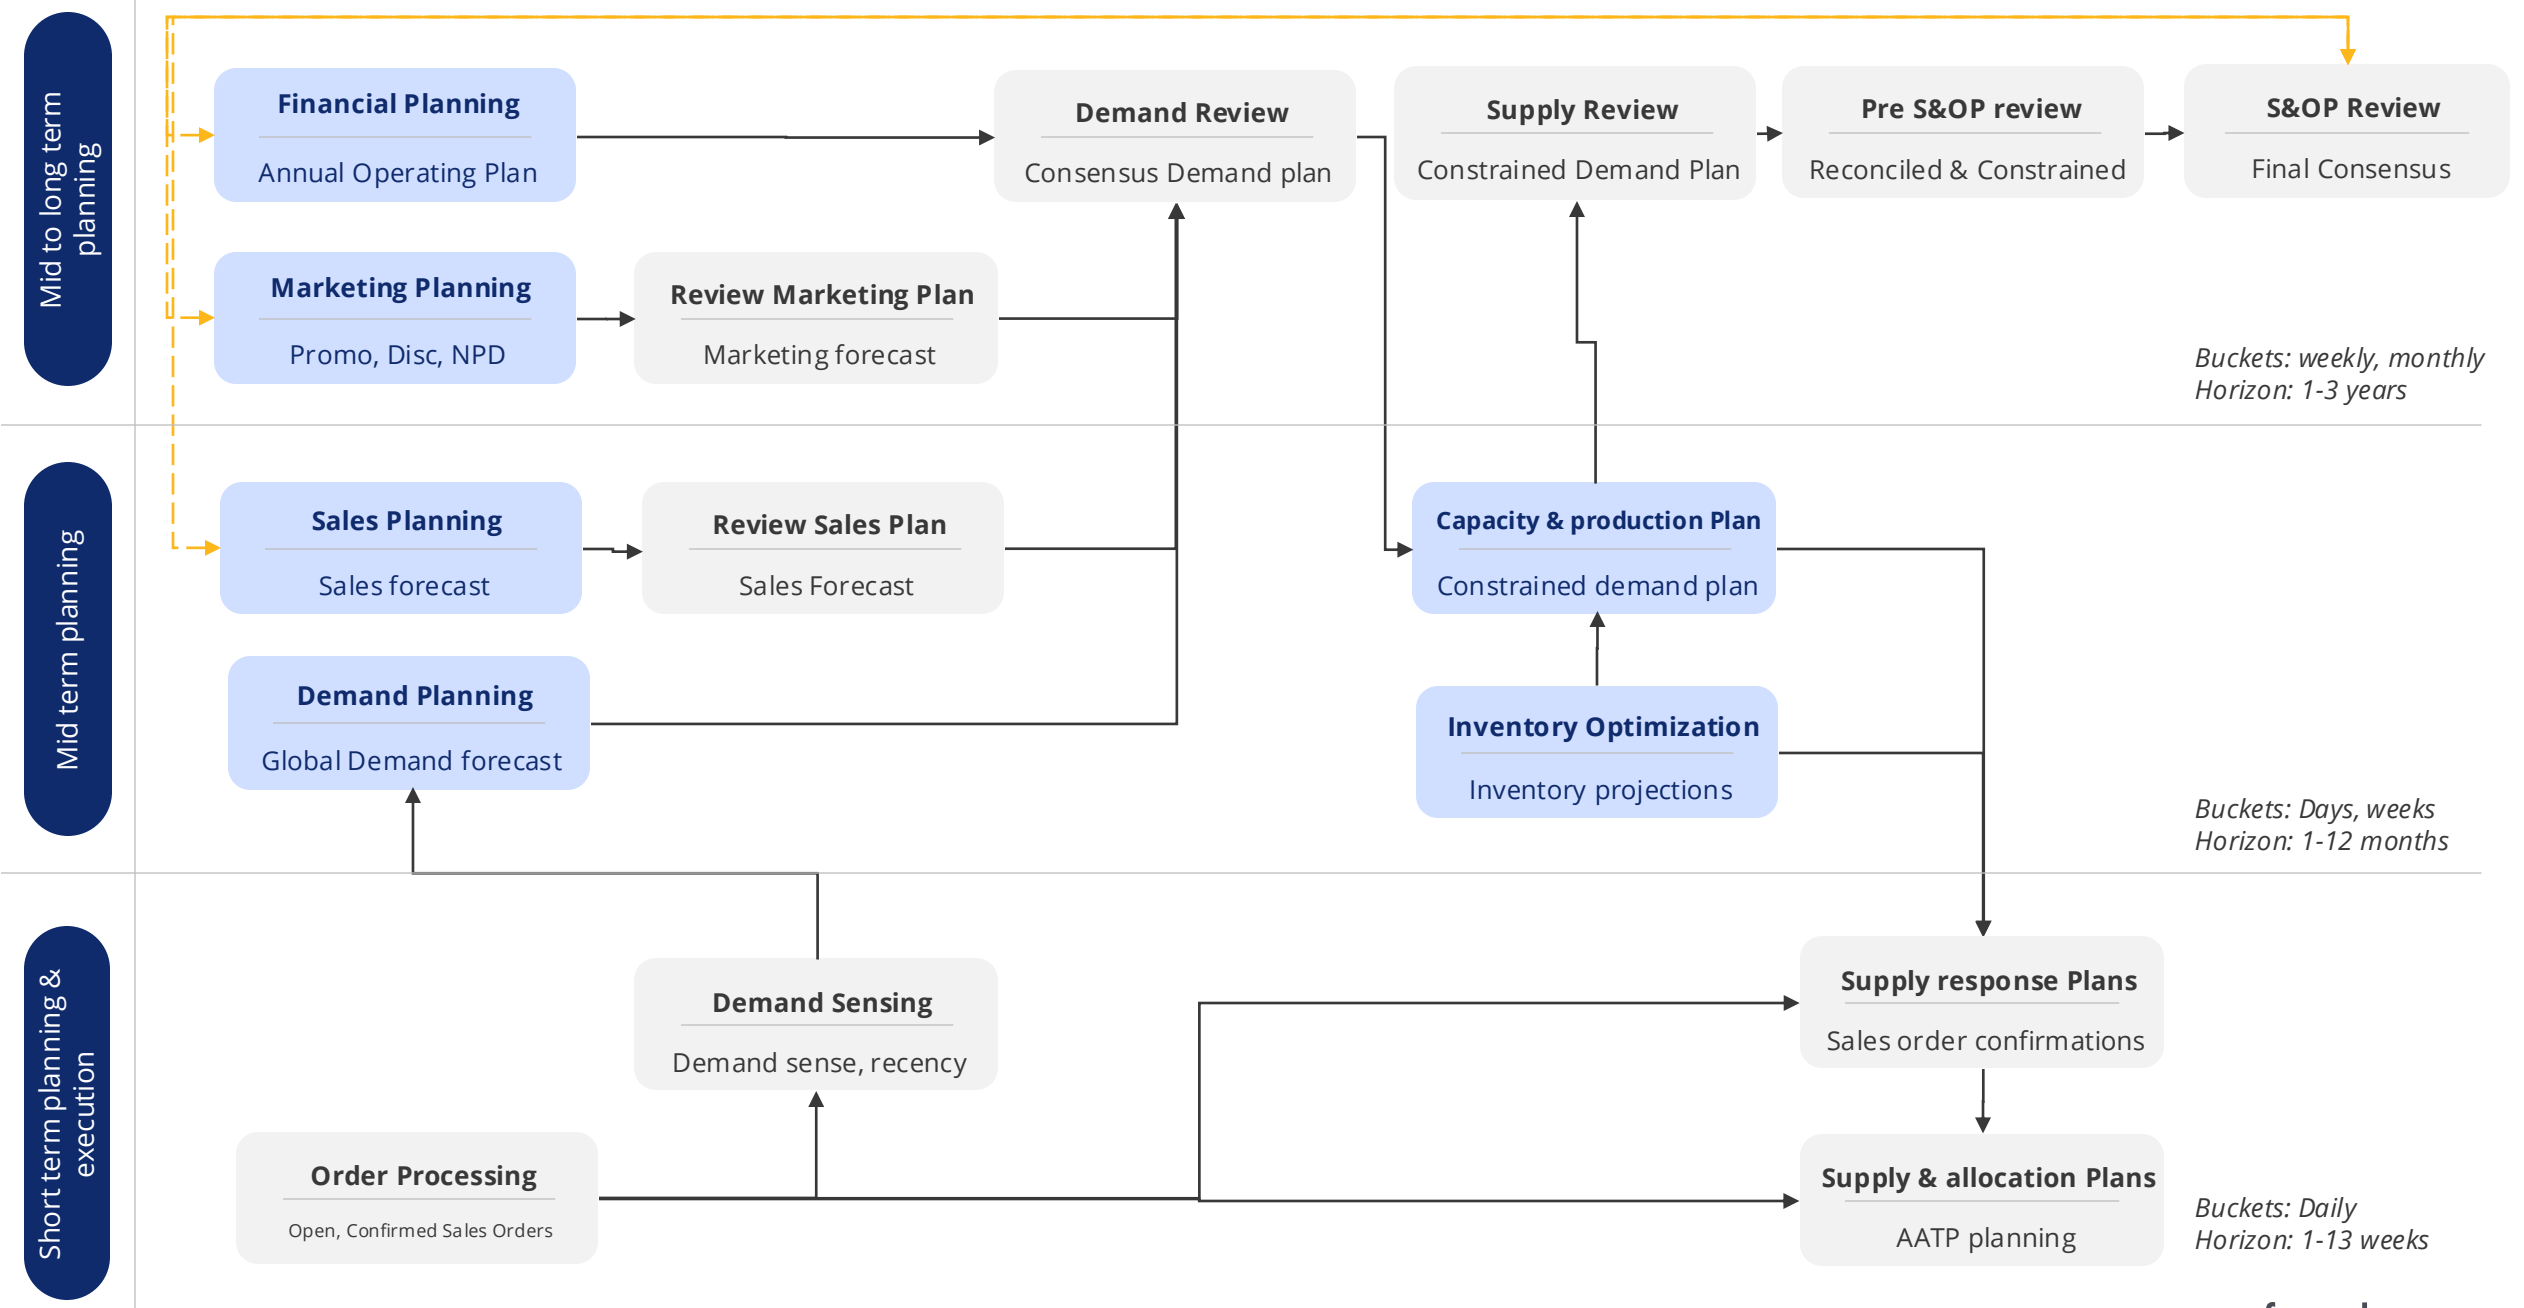 Mid to long term
planning
Financial Planning
Annual Operating Plan
Demand Review
Consensus Demand plan
Supply Review
Constrained Demand Plan
Pre S&OP review
Reconciled & Constrained
S&OP Review
Final Consensus
Marketing Planning
Promo, Disc, NPD
Review Marketing Plan
Marketing forecast
Buckets: weekly, monthly
Horizon: 1-3 years
Mid term planning
Sales Planning
Sales forecast
Review Sales Plan
Sales Forecast
Capacity & production Plan
Constrained demand plan
Demand Planning
Global Demand forecast
Inventory Optimization
Inventory projections
Buckets: Days, weeks
Horizon: 1-12 months
Short term planning &
execution
Demand Sensing
Demand sense, recency
Supply response Plans
Sales order confirmations
Order Processing
Open, Confirmed Sales Orders
Supply & allocation Plans
AATP planning
Buckets: Daily
Horizon: 1-13 weeks